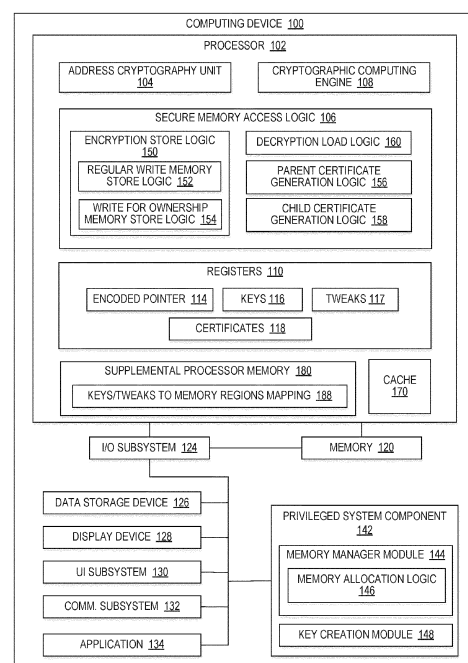 COMPUTING DEVICE 100
PROCESSOR 102
ADDRESS CRYPTOGRAPHY UNIT
104
CRYPTOGRAPHIC COMPUTING
ENGINE 108
SECURE MEMORY ACCESS LOGIC 106
ENCRYPTION STORE LOGIC
150
REGULAR WRITE MEMORY
STORE LOGIC 152
WRITE FOR OWNERSHIP
MEMORY STORE LOGIC 154
DECRYPTION LOAD LOGIC 160
PARENT CERTIFICATE
GENERATION LOGIC 156
CHILD CERTIFICATE
GENERATION LOGIC 158
REGISTERS 110
ENCODED POINTER 114
KEYS 116
TWEAKS 117
CERTIFICATES 118
SUPPLEMENTAL PROCESSOR MEMORY 180
KEYS/TWEAKS TO MEMORY REGIONS MAPPING 188
CACHE
170
I/O SUBSYSTEM 124
MEMORY 120
DATA STORAGE DEVICE 126
DISPLAY DEVICE 128
UI SUBSYSTEM 130
COMM. SUBSYSTEM 132
APPLICATION 134
PRIVILEGED SYSTEM COMPONENT
142
MEMORY MANAGER MODULE 144
MEMORY ALLOCATION LOGIC
146
KEY CREATION MODULE 148